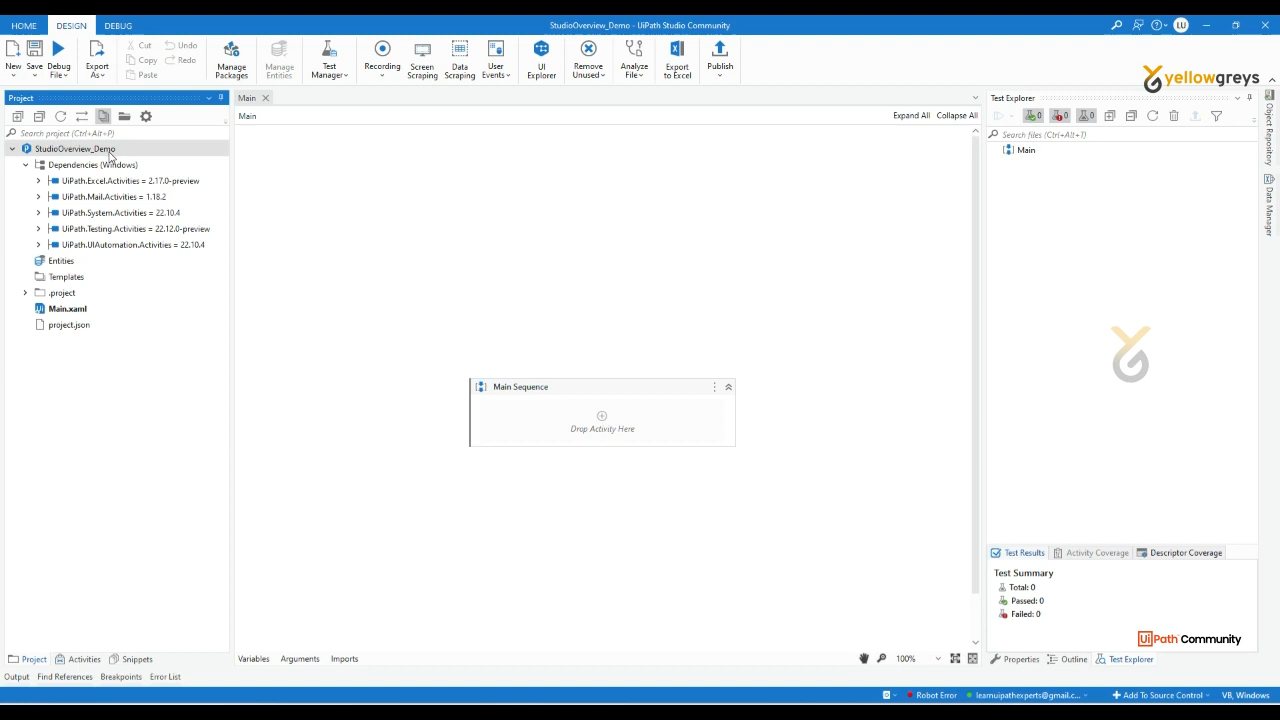 HOME DESIGN DEBUG
StudioOverview_Demo - UiPath Studio Community
LU
New
Save
Debug File
Export As
Cut
Copy
Paste
Undo
Redo
Manage Packages
Manage Entities
Test Manager
Recording
Screen Scraping
Data Scraping
User Events
UI Explorer
Remove Unused
Analyze File
Export to Excel
Publish
yellowgreys
Project
Search project (Ctrl+Alt+P)
StudioOverview_Demo
Dependencies (Windows)
UiPath.Excel.Activities = 2.17.0-preview
UiPath.Mail.Activities = 1.18.2
UiPath.System.Activities = 22.10.4
UiPath.Testing.Activities = 22.12.0-preview
UiPath.UIAutomation.Activities = 22.10.4
Entities
Templates
.project
Main.xaml
project.json
Main
Main
Expand All Collapse All
Main Sequence
Drop Activity Here
Test Explorer
0 0 0
Search files (Ctrl+Alt+T)
Main
Object Repository
Data Manager
Test Results Activity Coverage Descriptor Coverage
Test Summary
Total: 0
Passed: 0
Failed: 0
UiPath Community
Project Activities Snippets
Variables Arguments Imports
100%
Properties Outline Test Explorer
Output Find References Breakpoints Error List
Robot Error learnuipathexperts@gmail.c... Add To Source Control VB, Windows